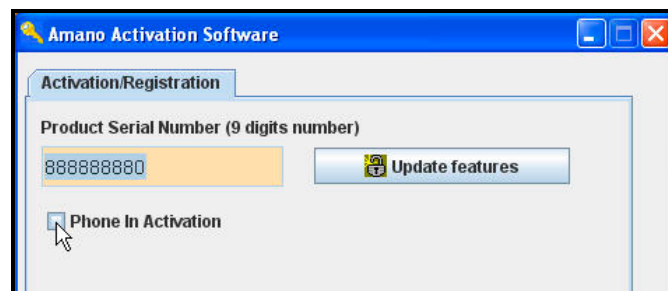 Amano Activation Software
Activation/Registration
Product Serial Number (9 digits number)
888888880
Update features
Phone In Activation